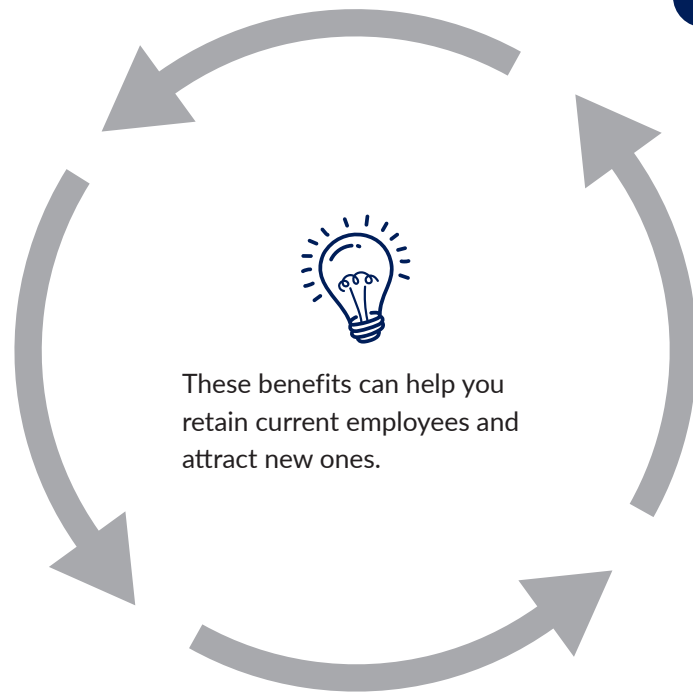 These benefits can help you
retain current employees and
attract new ones.